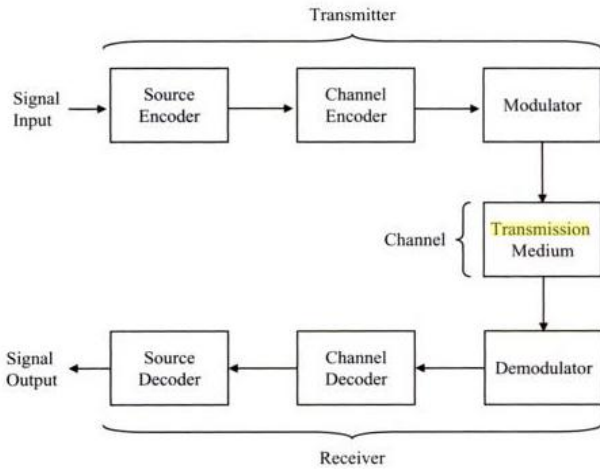 Transmitter
Signal
Input
Source
Encoder
Channel
Encoder
Modulator
Channel
Transmission
Medium
Signal
Output
Source
Decoder
Channel
Decoder
Demodulator
Receiver